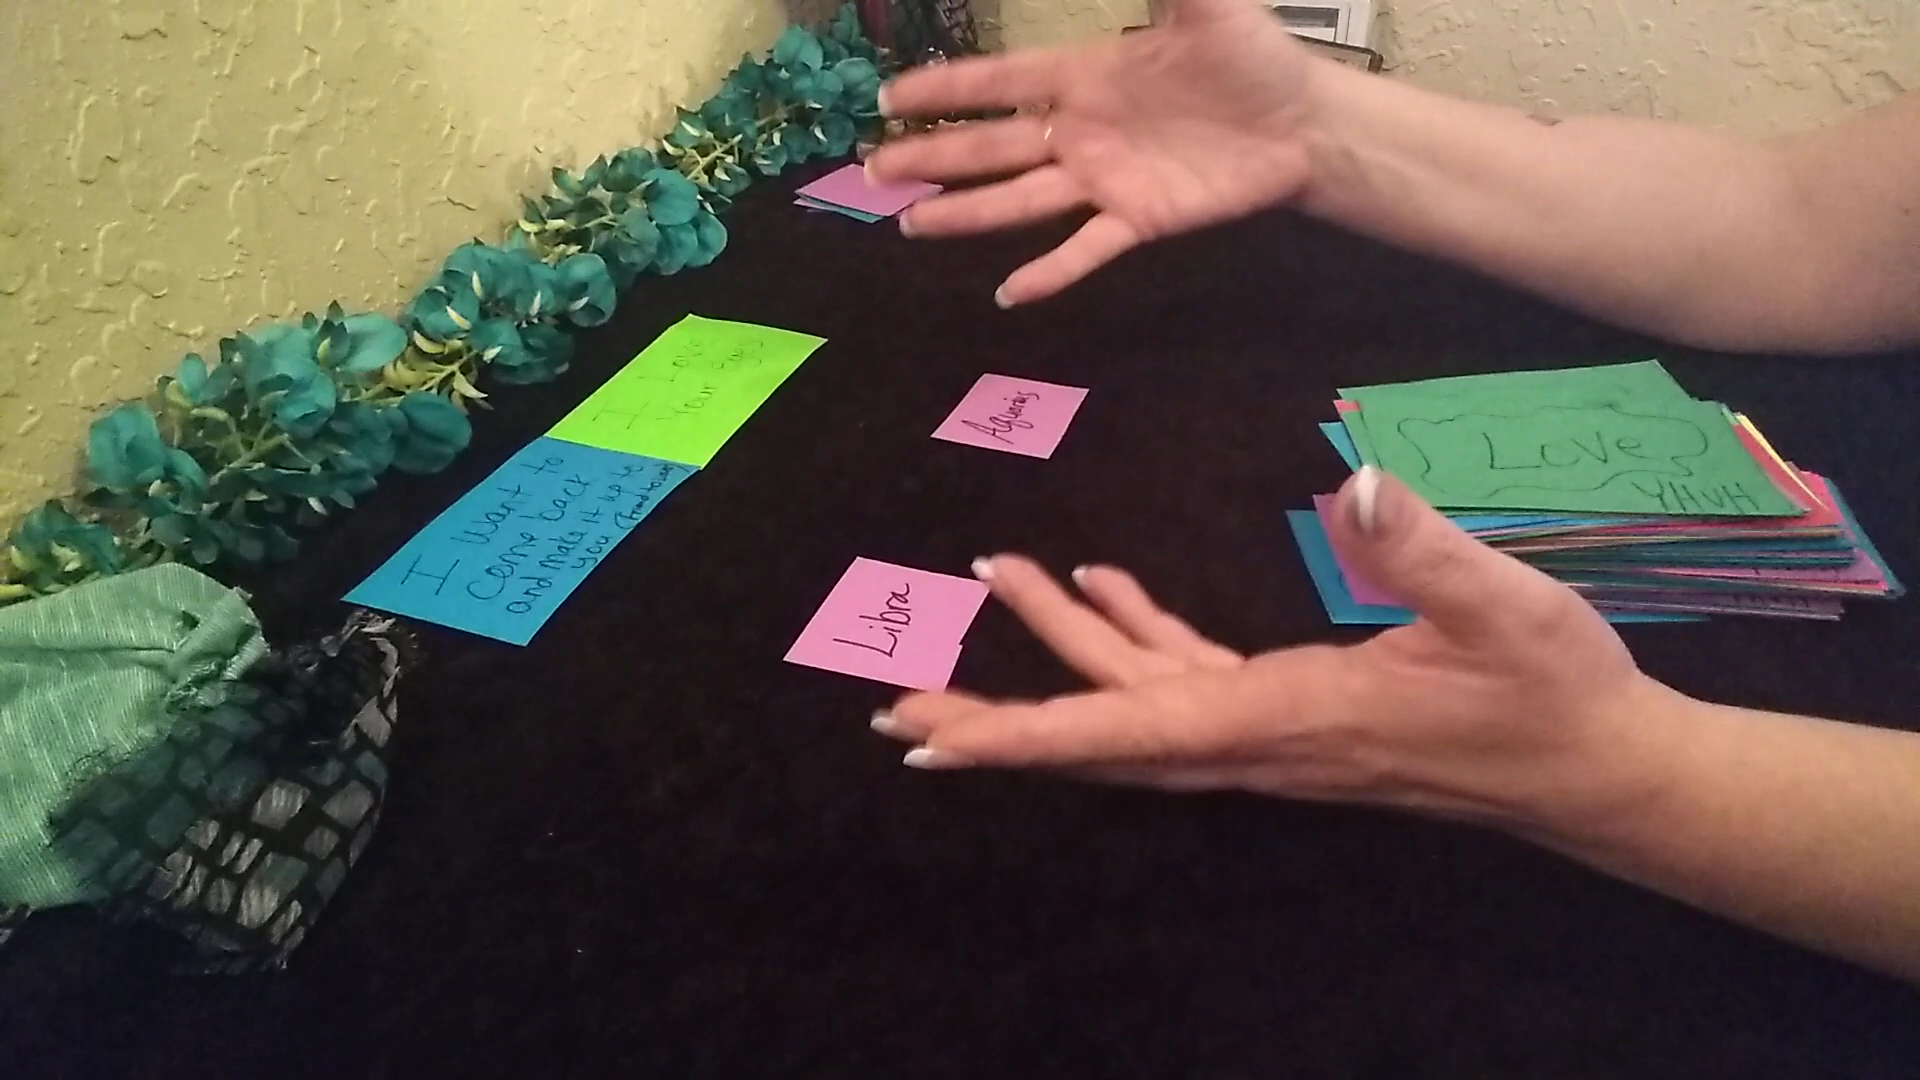 I Love
Your Eyes
I want to
come back
and make it up to
you
Aquarius
Libra
Love
YHVH